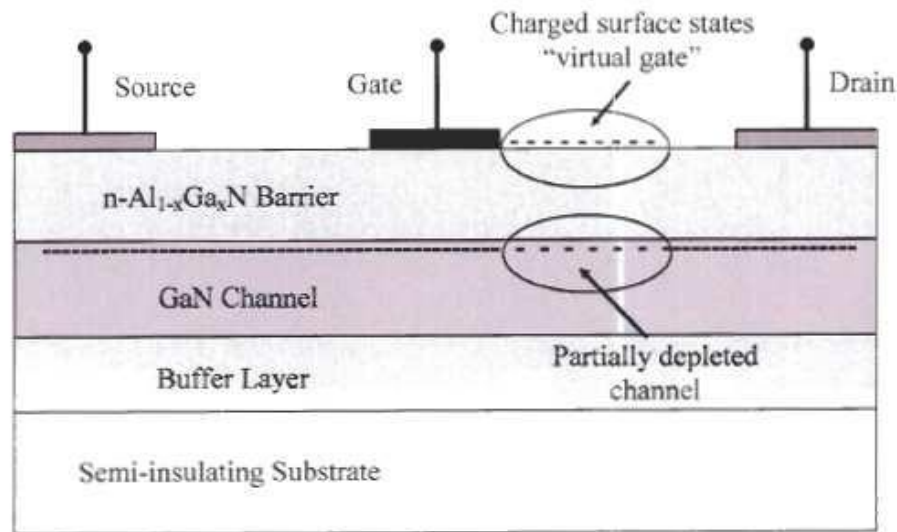 Charged surface states
“virtual gate”
Source
Gate
Drain
n-Al₁₋ₓGaₓN Barrier
GaN Channel
Partially depleted
channel
Buffer Layer
Semi-insulating Substrate